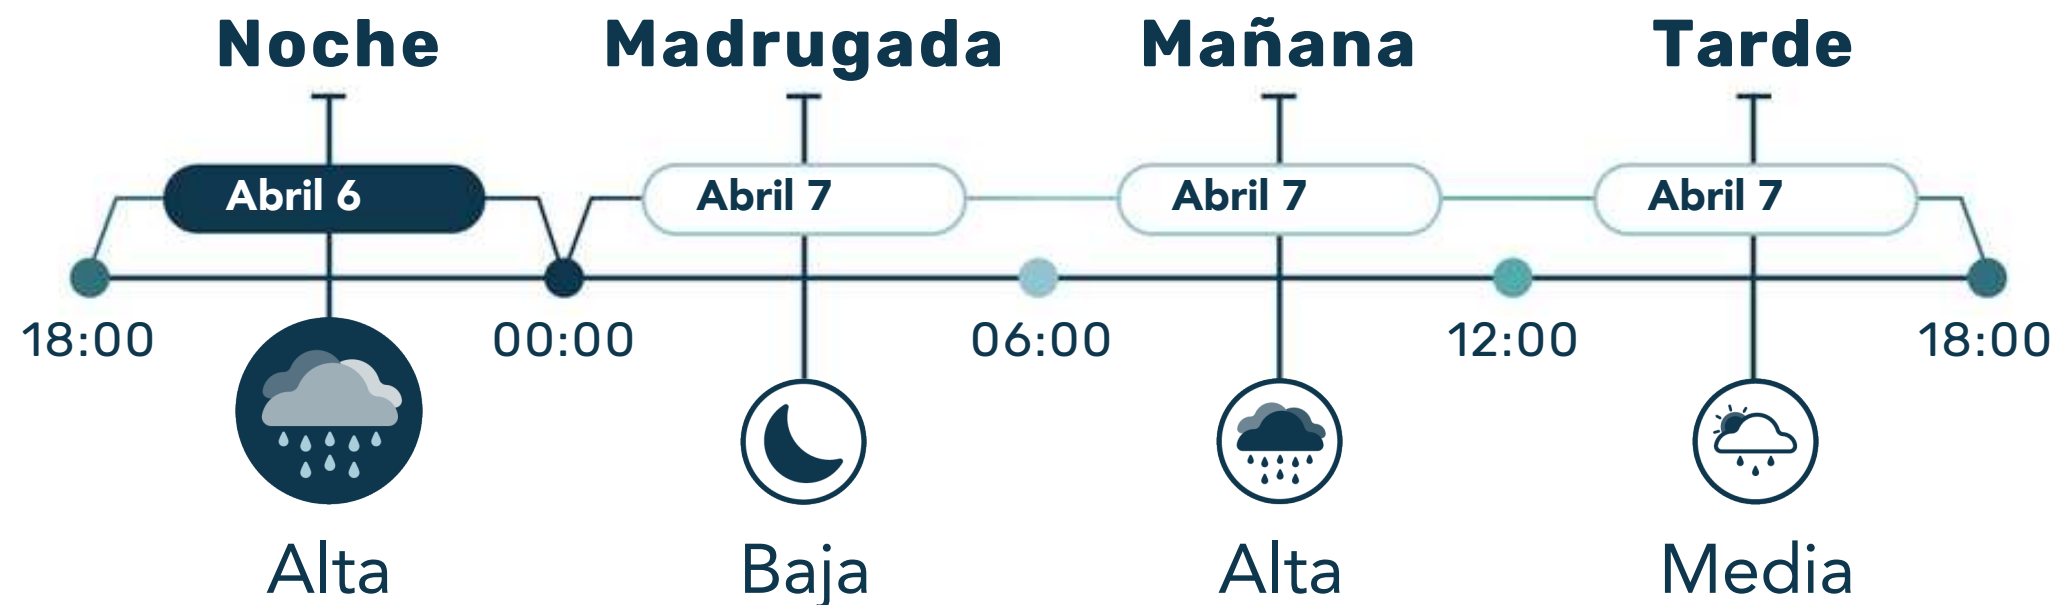 Noche Madrugada Mañana Tarde
Abril 6 Abril 7 Abril 7 Abril 7
18:00 00:00 06:00 12:00 18:00
Alta Baja Alta Media